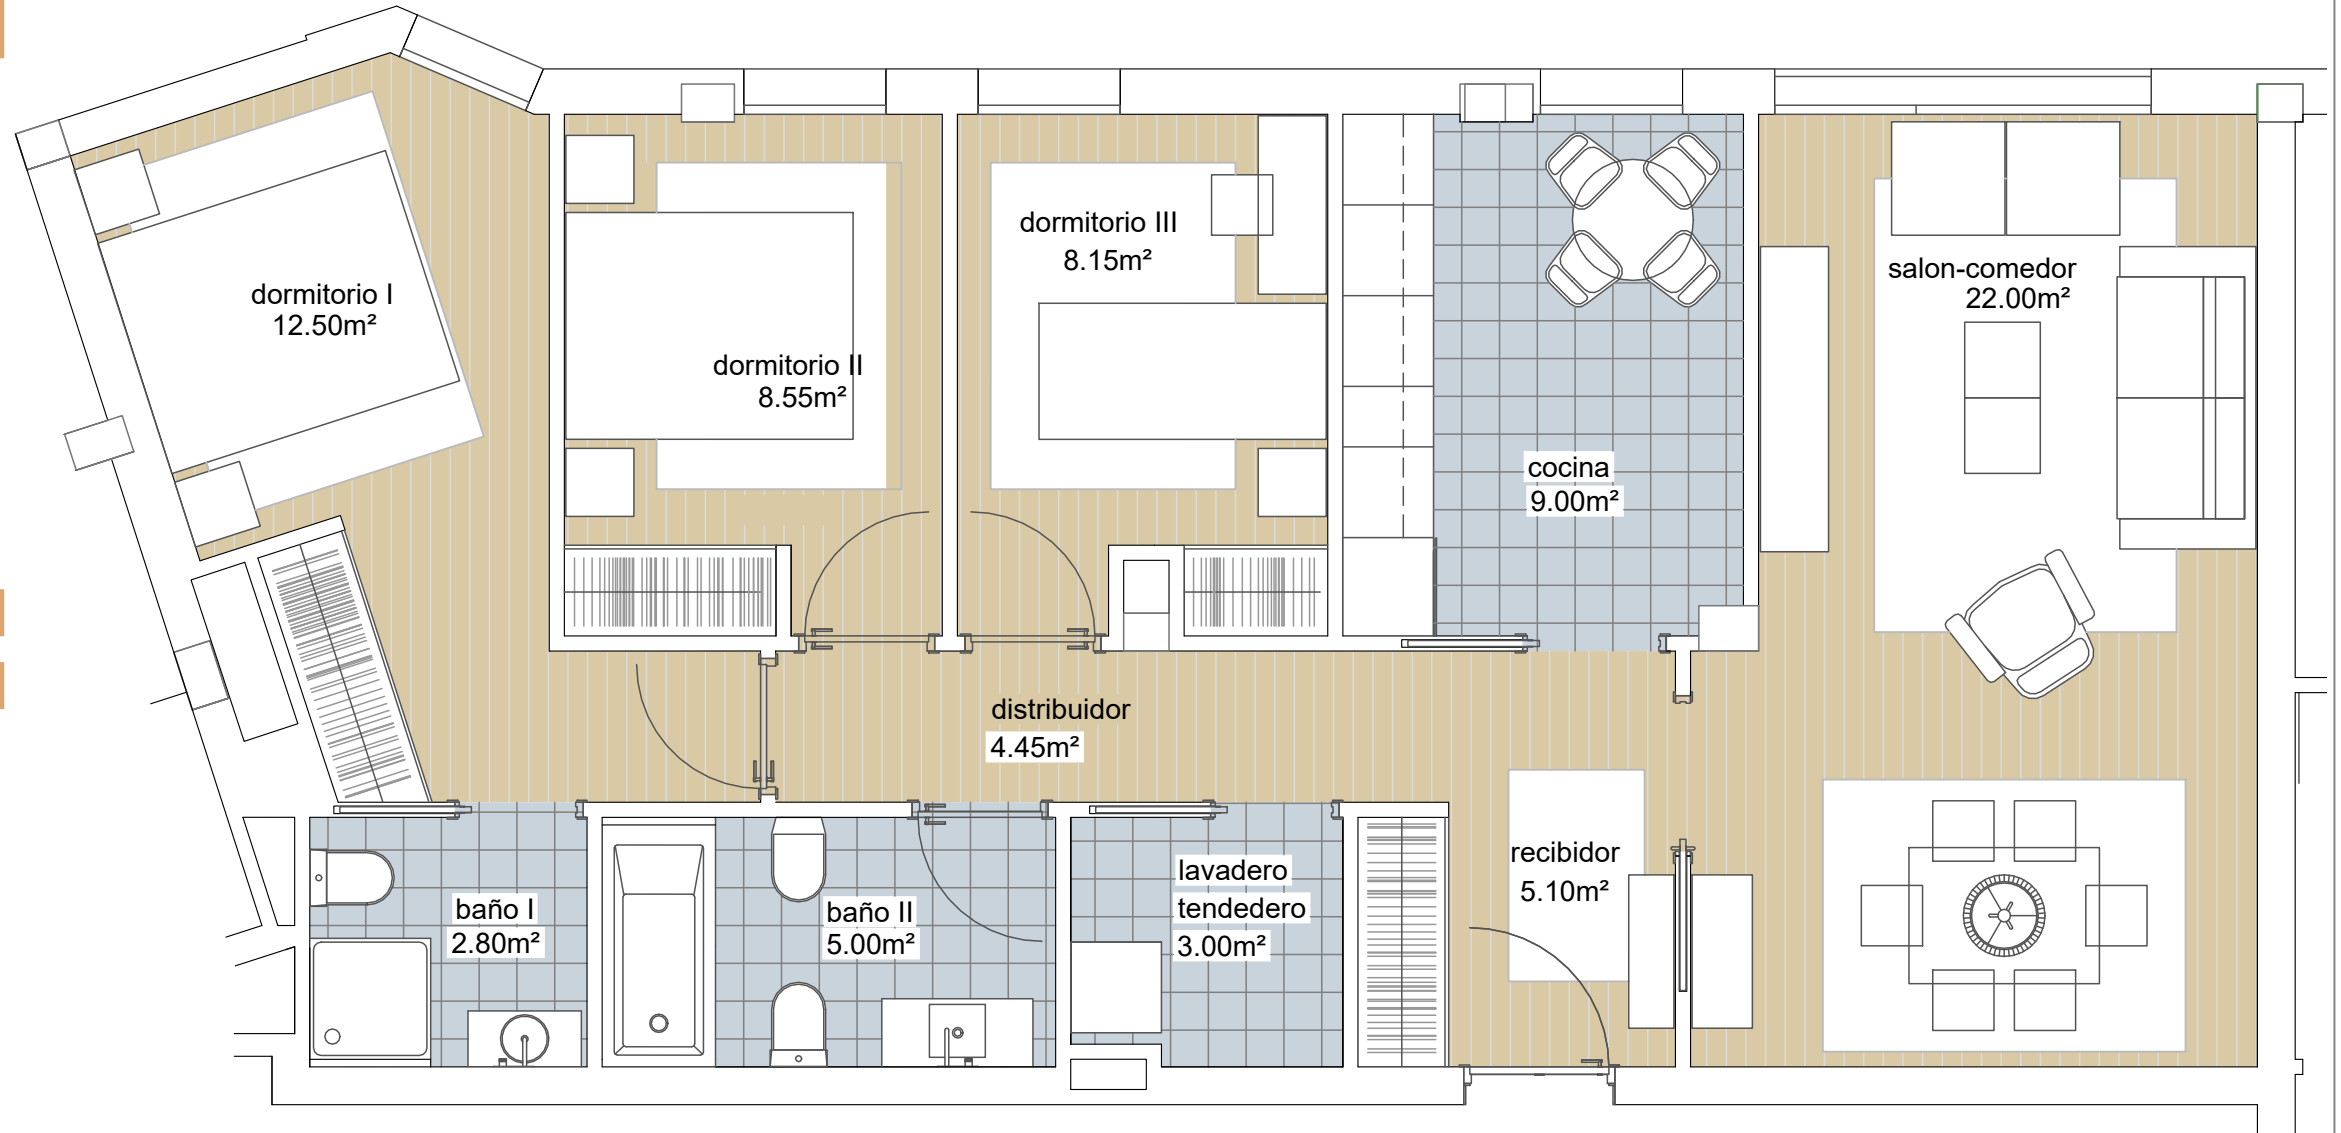 dormitorio I
12.50m²
dormitorio II
8.55m²
dormitorio III
8.15m²
cocina
9.00m²
salon-comedor
22.00m²
distribuidor
4.45m²
baño I
2.80m²
baño II
5.00m²
lavadero
tendedero
3.00m²
recibidor
5.10m²